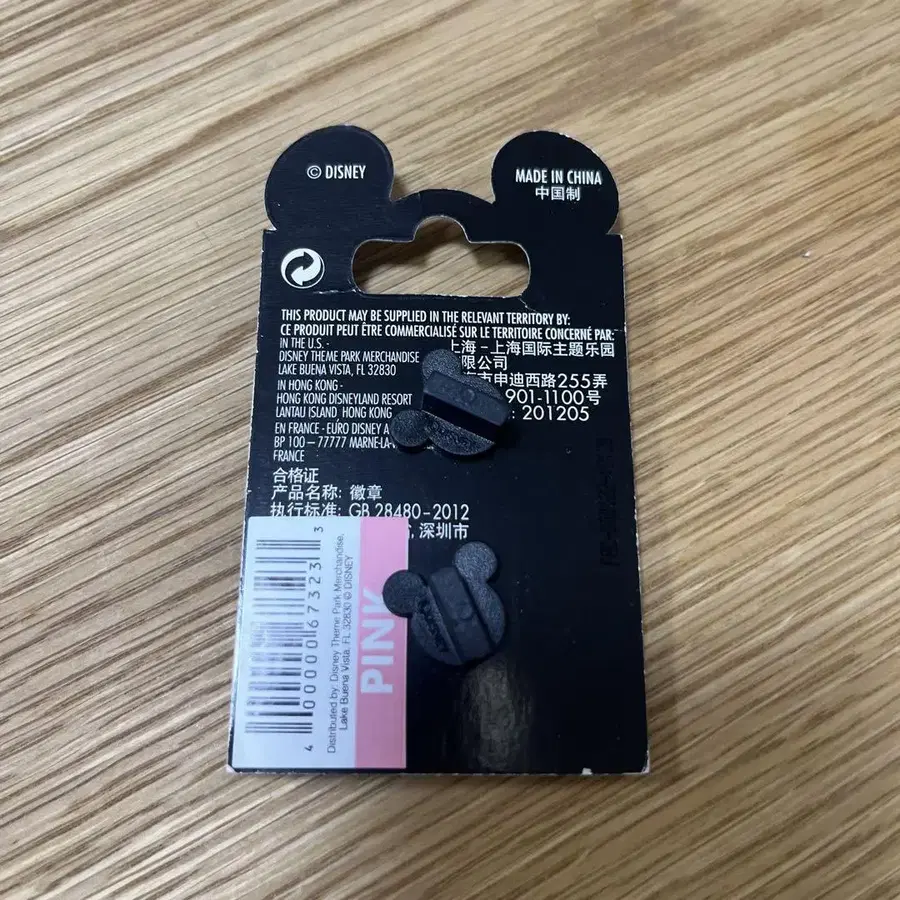 © DISNEY
MADE IN CHINA
中国制
THIS PRODUCT MAY BE SUPPLIED IN THE RELEVANT TERRITORY BY:
CE PRODUIT PEUT ÊTRE COMMERCIALISÉ SUR LE TERRITOIRE CONCERNÉ PAR:
IN THE U.S. -
DISNEY THEME PARK MERCHANDISE
LAKE BUENA VISTA, FL 32830
IN HONG KONG -
HONG KONG DISNEYLAND RESORT
LANTAU ISLAND HONG KONG
EN FRANCE - EURO DISNEY
BP 100 – 77777 MARNE-LA-
FRANCE
上海 – 上海国际主题乐园
限公司
市申迪西路255弄
901-1100号
: 201205
合格证
产品名称: 徽章
执行标准: GB 28480-2012
深圳市
PINK
Distributed by: Disney Theme Park Merchandise,
Lake Buena Vista, FL 32830 © DISNEY
4 00000 67323 3